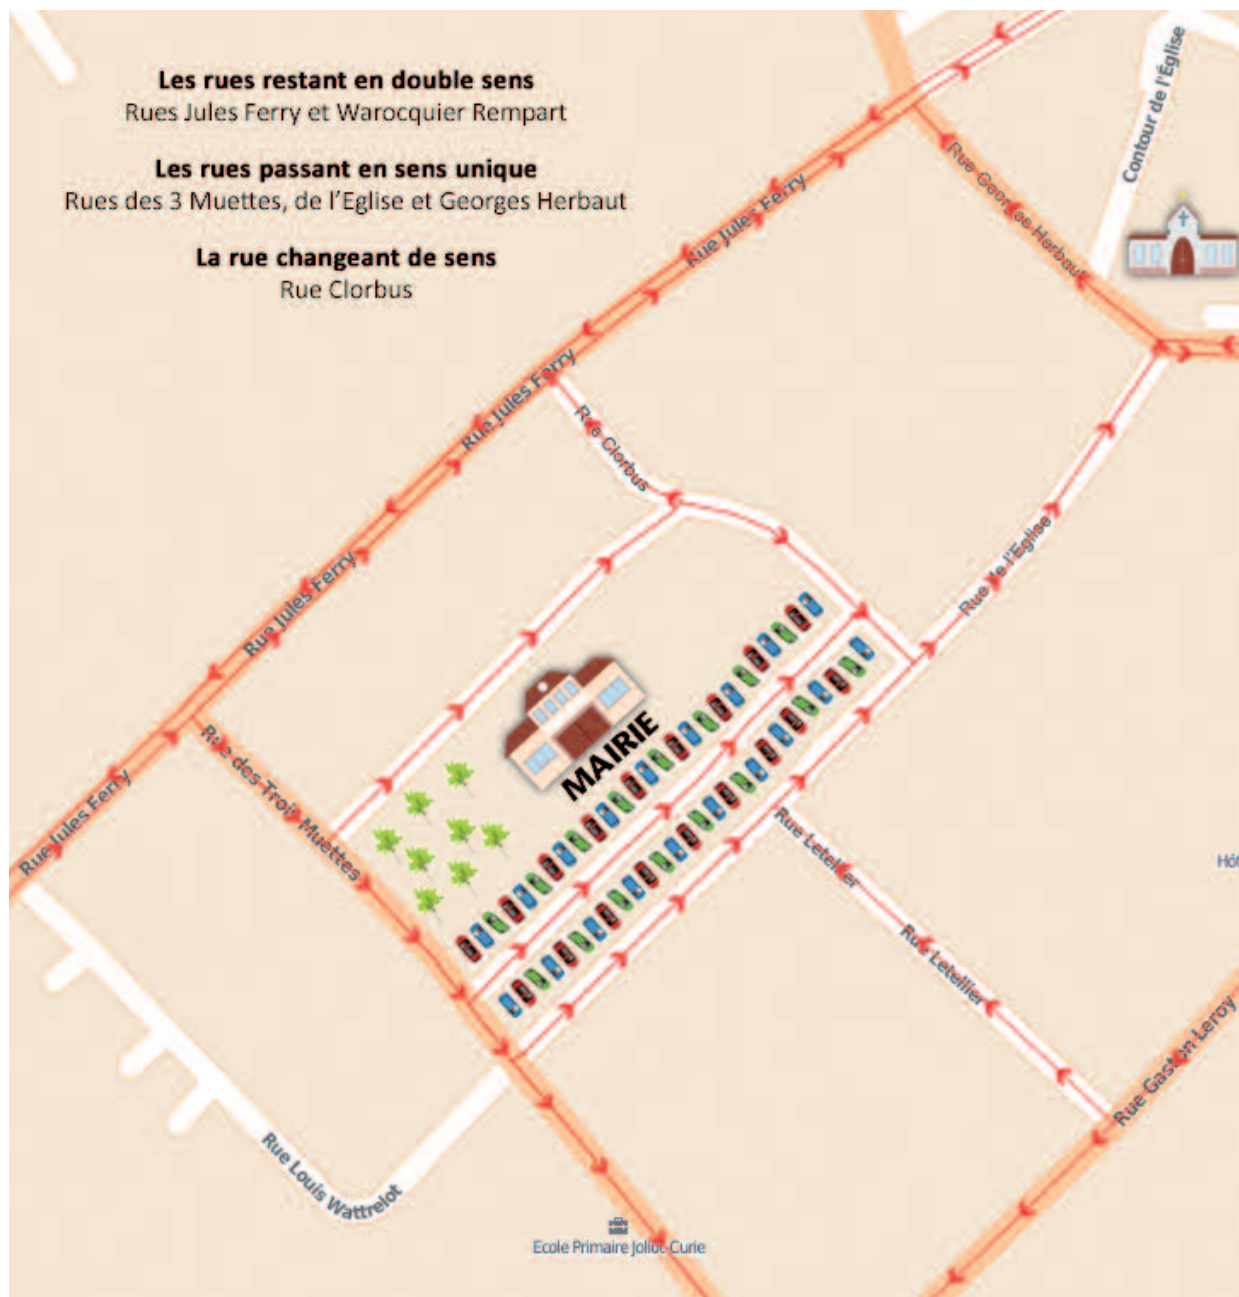 Les rues restant en double sens
Rues Jules Ferry et Warocquier Rempart
Les rues passant en sens unique
Rues des 3 Muettes, de l'Eglise et Georges Herbaut
La rue changeant de sens
Rue Clorbus
Contour de l'Église
Rue Georges Herbaut
Rue Jules Ferry
Rue Jules Ferry
Rue Clorbus
Rue de l'Eglise
Rue Jules Ferry
MAIRIE
Rue des Trois Muettes
Rue Jules Ferry
Rue Letellier
Hôt
Rue Letellier
Rue Gaston Leroy
Rue Louis Wattrelot
Ecole Primaire Joliot-Curie